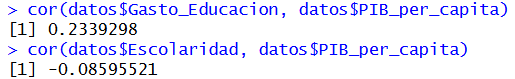 > cor(datos$Gasto_Educacion, datos$PIB_per_capita)
[1] 0.2339298
> cor(datos$Escolaridad, datos$PIB_per_capita)
[1] -0.08595521